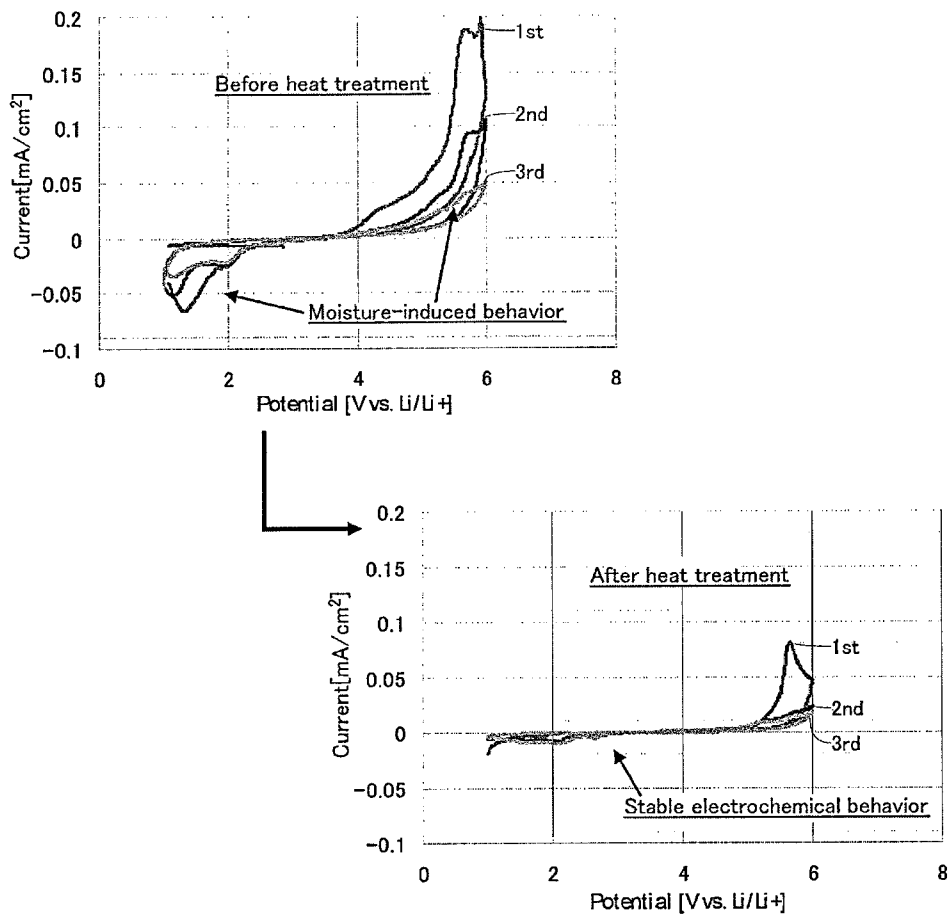 0.2
1st
0.15
Before heat treatment
2nd
0.1
3rd
0.05
0
-0.05
Moisture-induced behavior
-0.1
Current[mA/cm²]
0 2 4 6 8
Potential [V vs. Li/Li+]
0.2
0.15
After heat treatment
0.1
1st
0.05
2nd
0
3rd
-0.05
Stable electrochemical behavior
-0.1
Current[mA/cm²]
0 2 4 6 8
Potential [V vs. Li/Li+]